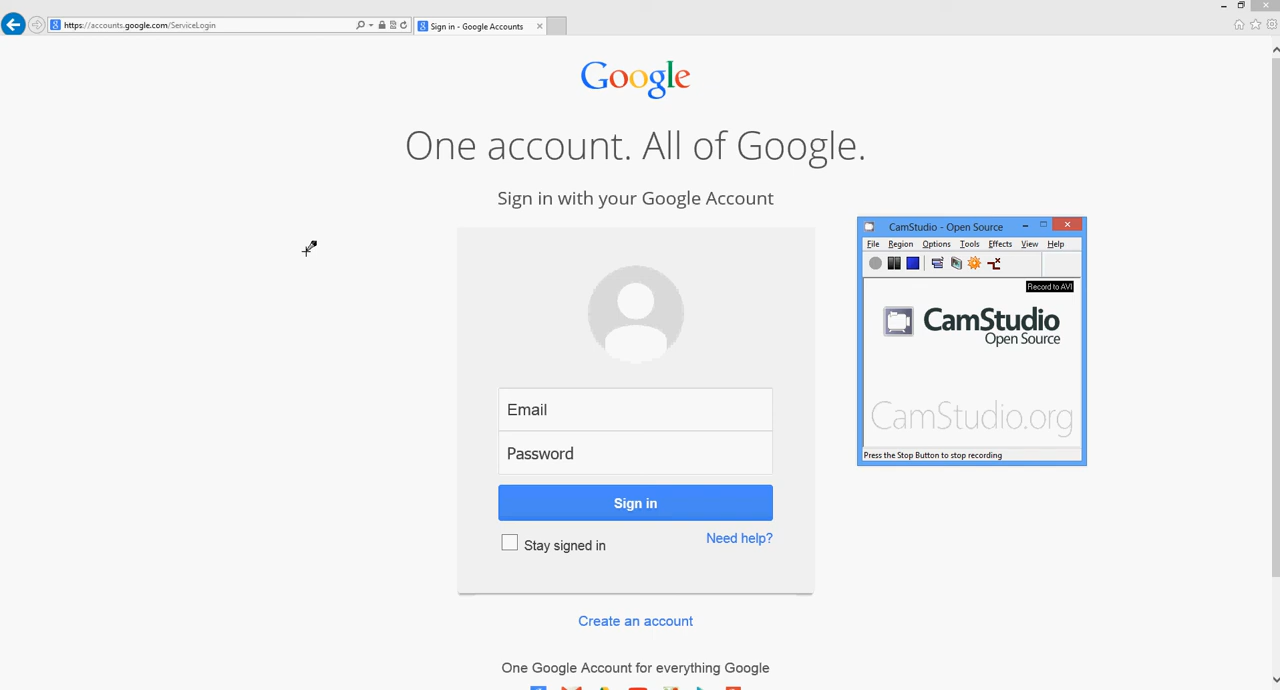 https://accounts.google.com/ServiceLogin
Sign in - Google Accounts
Google
One account. All of Google.
Sign in with your Google Account
Email
Password
Sign in
Stay signed in
Need help?
Create an account
One Google Account for everything Google
CamStudio - Open Source
File Region Options Tools Effects View Help
Record to AVI
CamStudio
Open Source
CamStudio.org
Press the Stop Button to stop recording